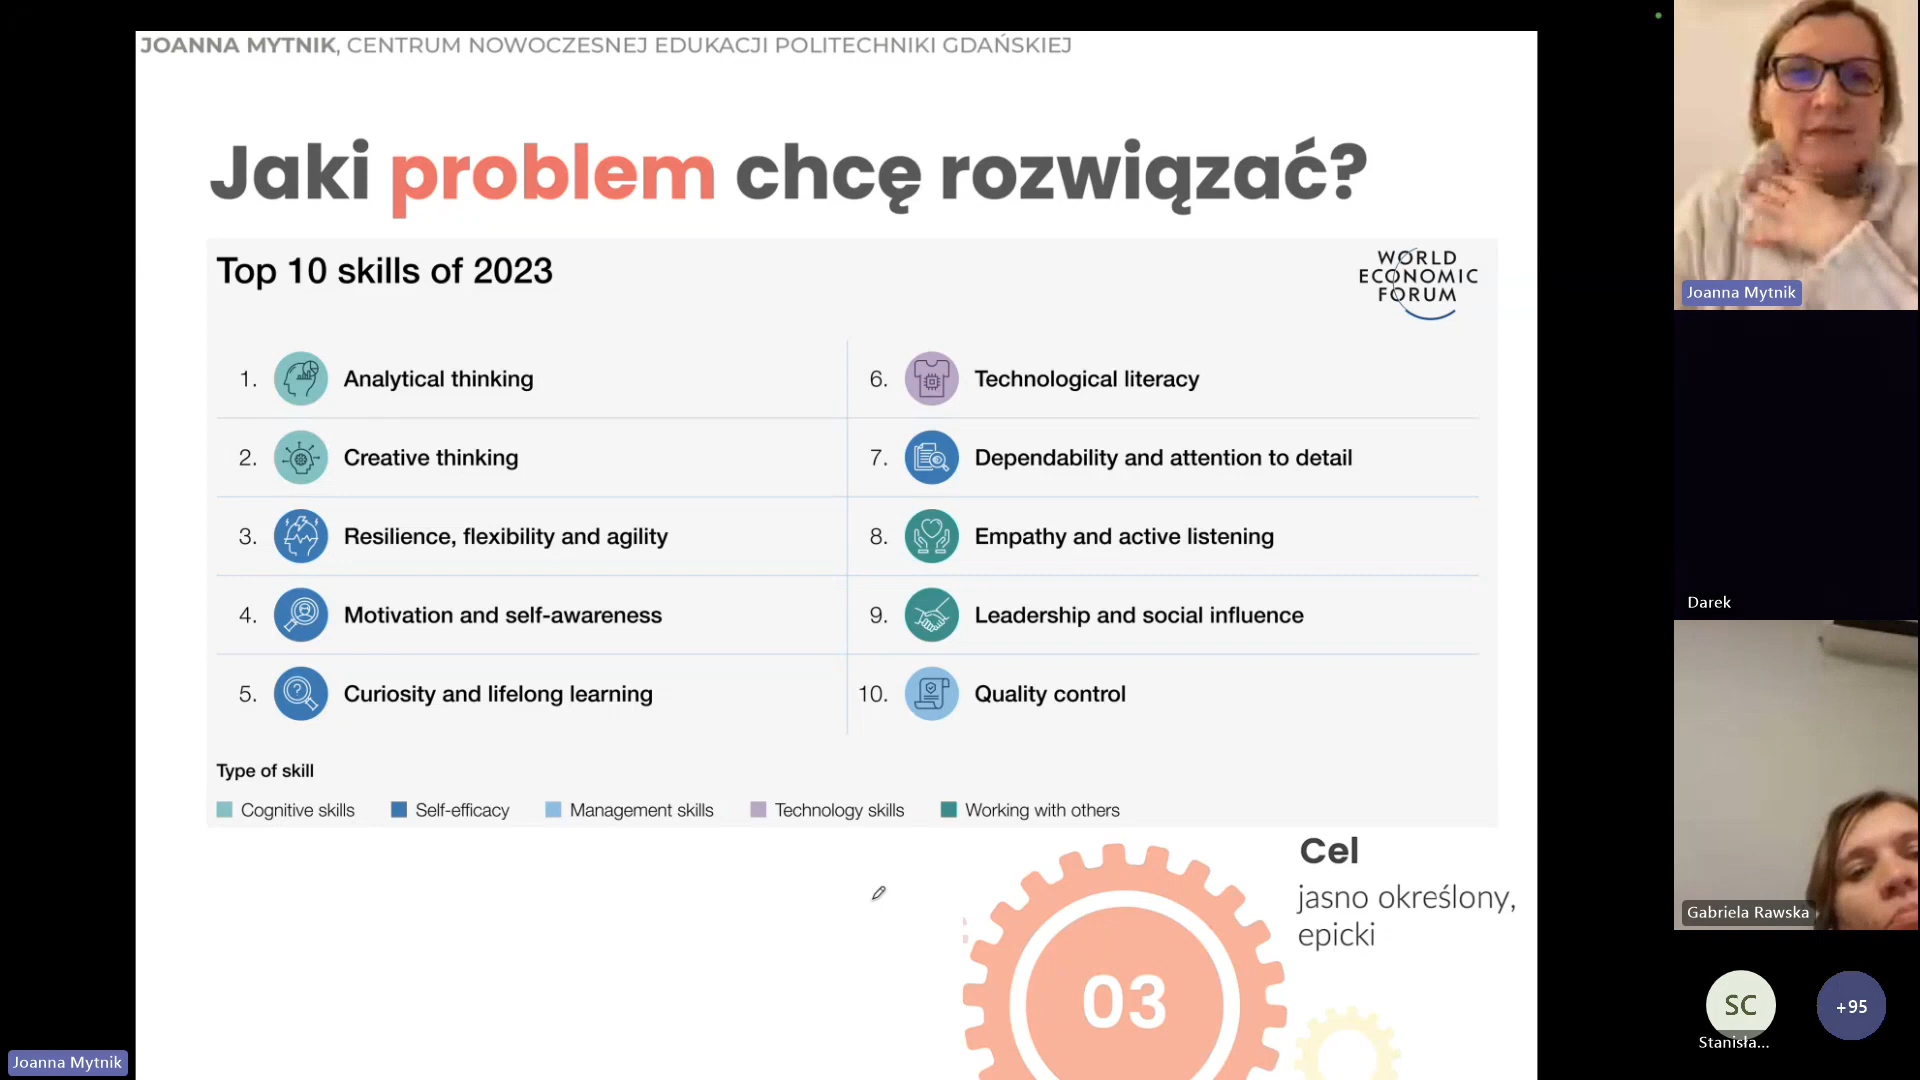 JOANNA MYTNIK, CENTRUM NOWOCZESNEJ EDUKACJI POLITECHNIKI GDAŃSKIEJ
Jaki problem chcę rozwiązać?
Top 10 skills of 2023
WORLD
ECONOMIC
FORUM
1. Analytical thinking
2. Creative thinking
3. Resilience, flexibility and agility
4. Motivation and self-awareness
5. Curiosity and lifelong learning
6. Technological literacy
7. Dependability and attention to detail
8. Empathy and active listening
9. Leadership and social influence
10. Quality control
Type of skill
Cognitive skills Self-efficacy Management skills Technology skills Working with others
Cel
jasno określony,
epicki
03
Joanna Mytnik
Joanna Mytnik
Darek
Gabriela Rawska
SC
Stanisła...
+95